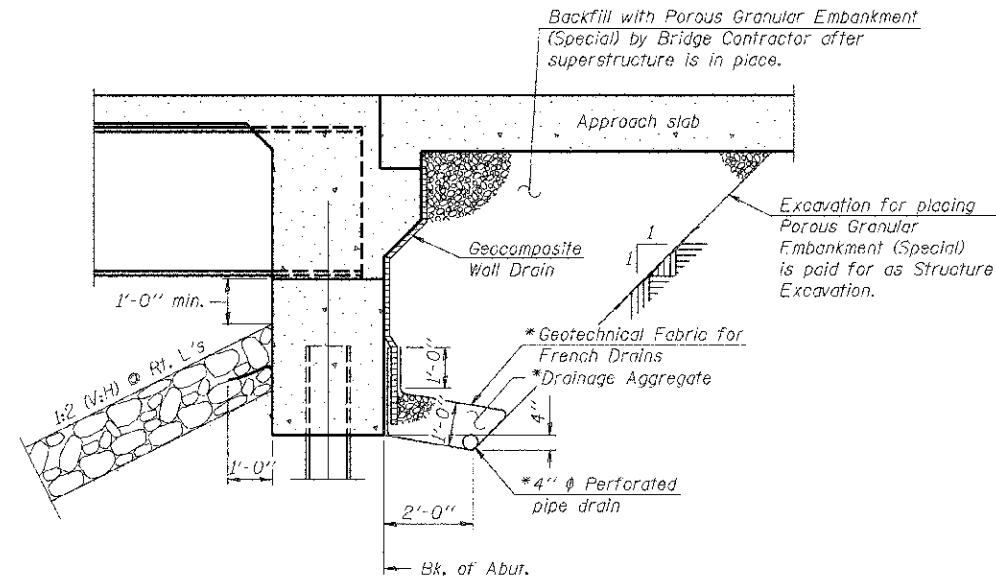 Backfill with Porous Granular Embankment
(Special) by Bridge Contractor after
superstructure is in place.
Approach slab
Excavation for placing
Porous Granular
Embankment (Special)
is paid for as Structure
Excavation.
1
1
Geocomposite
Wall Drain
1'-0" min.
*Geotechnical Fabric for
French Drains
*Drainage Aggregate
1:2 (V:H) @ Rt. L's
1'-0"
1'-0"
4"
1'-0"
*4" ϕ Perforated
pipe drain
2'-0"
Bk. of Abut.